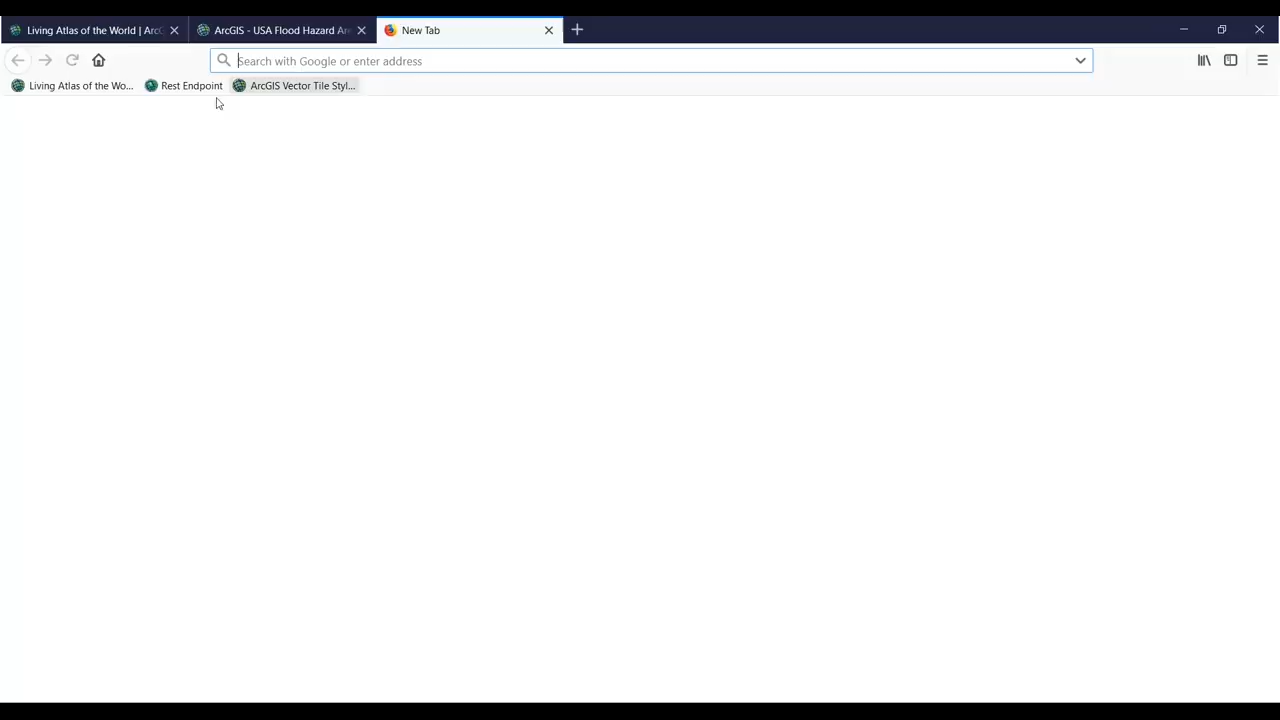 Living Atlas of the World | ArcG
ArcGIS - USA Flood Hazard Are
New Tab
Search with Google or enter address
Living Atlas of the Wo...
Rest Endpoint
ArcGIS Vector Tile Styl...